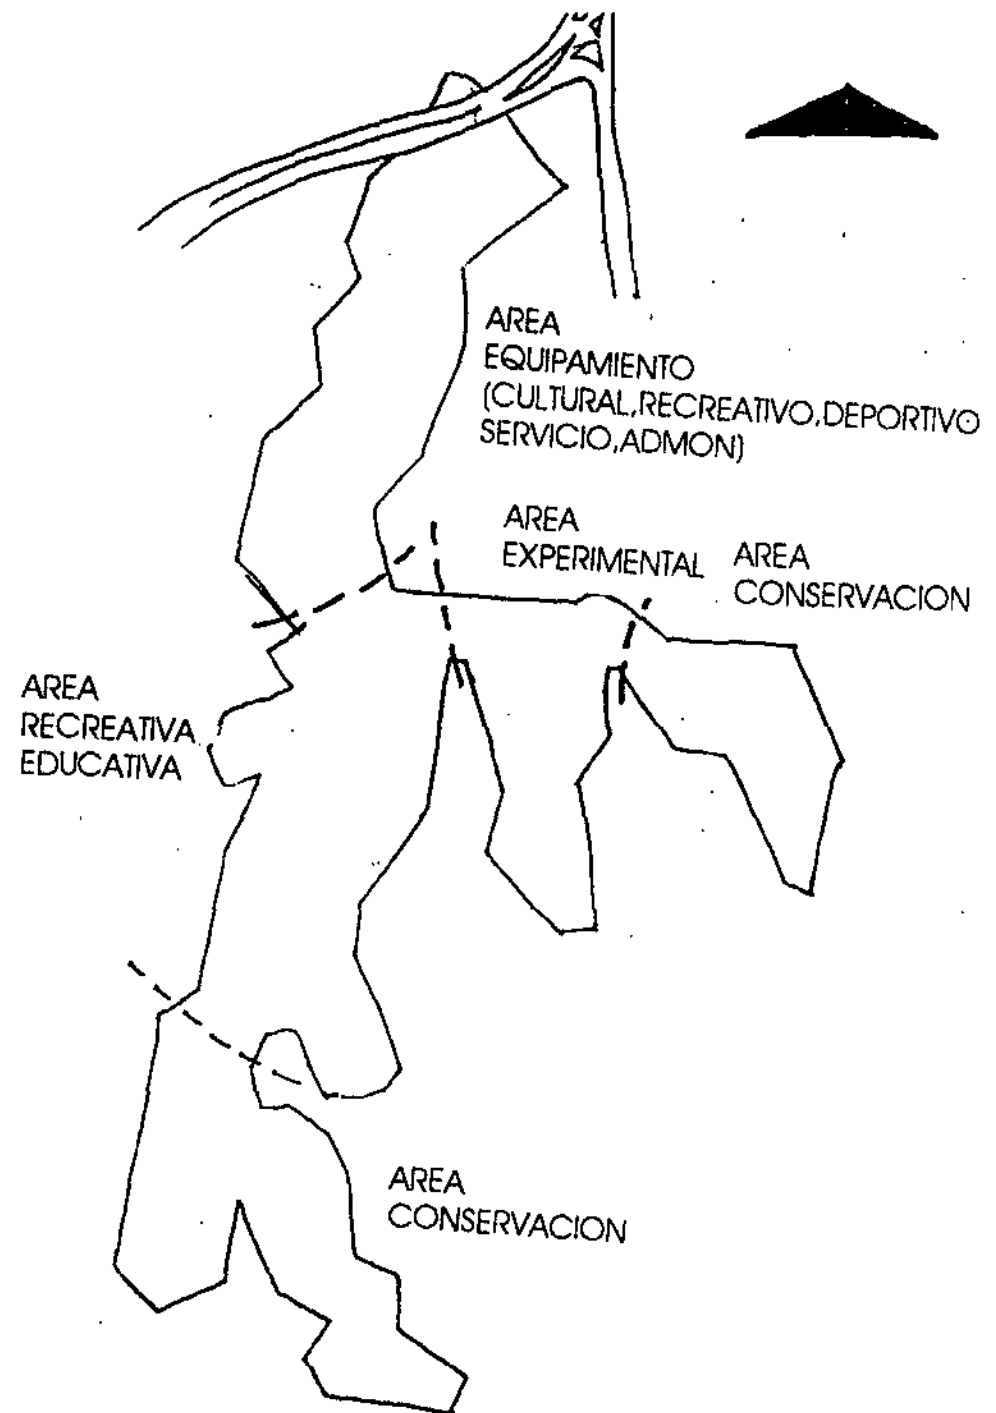 AREA
EQUIPAMIENTO
(CULTURAL,RECREATIVO,DEPORTIVO
SERVICIO,ADMON)
AREA
EXPERIMENTAL
AREA
CONSERVACION
AREA
RECREATIVA
EDUCATIVA
AREA
CONSERVACION